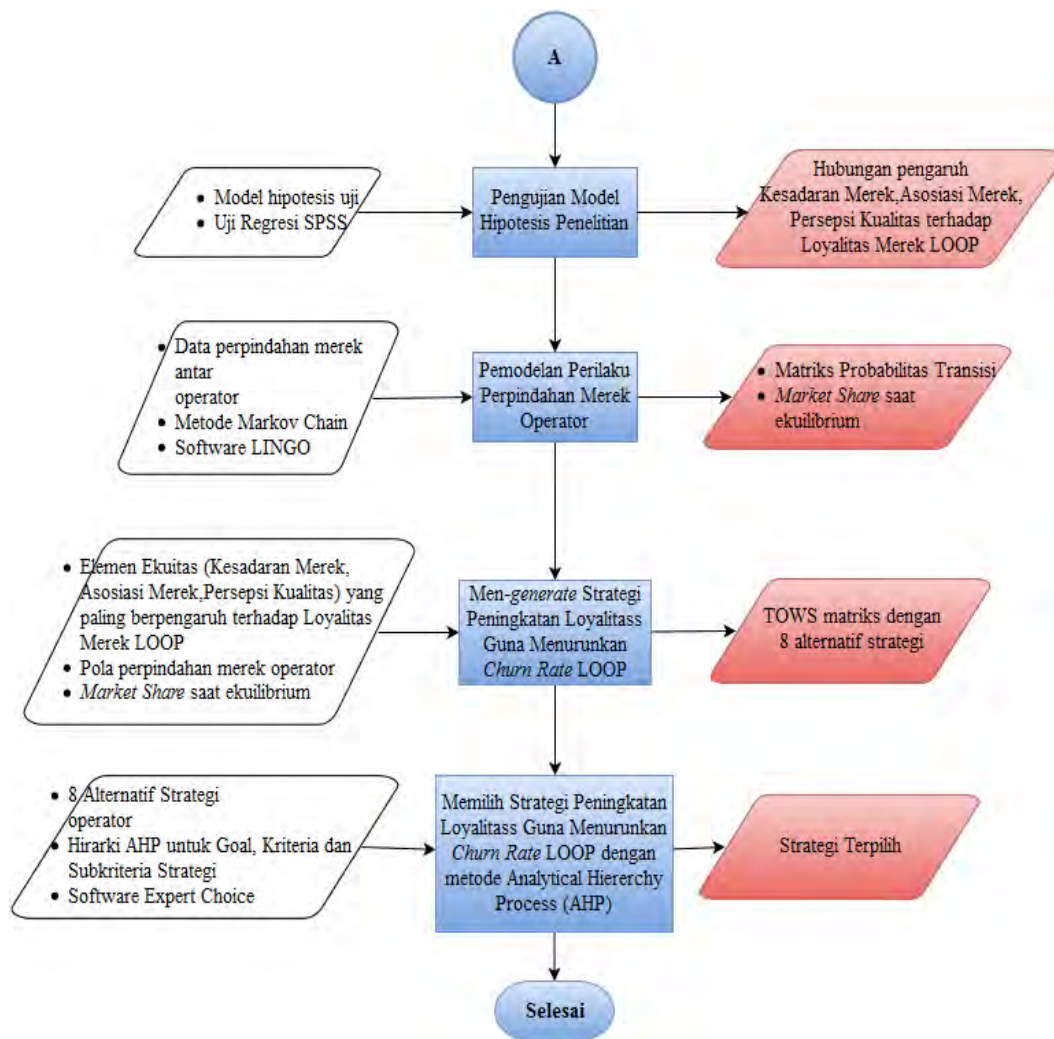 A
• Model hipotesis uji
• Uji Regresi SPSS
Pengujian Model
Hipotesis Penelitian
Hubungan pengaruh
Kesadaran Merek,Asosiasi Merek,
Persepsi Kualitas terhadap
Loyalitas Merek LOOP
• Data perpindahan merek
antar
operator
• Metode Markov Chain
• Software LINGO
Pemodelan Perilaku
Perpindahan Merek
Operator
• Matriks Probabilitas Transisi
• Market Share saat
ekuilibrium
• Elemen Ekuitas (Kesadaran Merek,
Asosiasi Merek,Persepsi Kualitas) yang
paling berpengaruh terhadap Loyalitas
Merek LOOP
• Pola perpindahan merek operator
• Market Share saat ekuilibrium
Men-generate Strategi
Peningkatan Loyalitass
Guna Menurunkan
Churn Rate LOOP
TOWS matriks dengan
8 alternatif strategi
• 8 Alternatif Strategi
operator
• Hirarki AHP untuk Goal, Kriteria dan
Subkriteria Strategi
• Software Expert Choice
Memilih Strategi Peningkatan
Loyalitass Guna Menurunkan
Churn Rate LOOP dengan
metode Analytical Hiererchy
Process (AHP)
Strategi Terpilih
Selesai